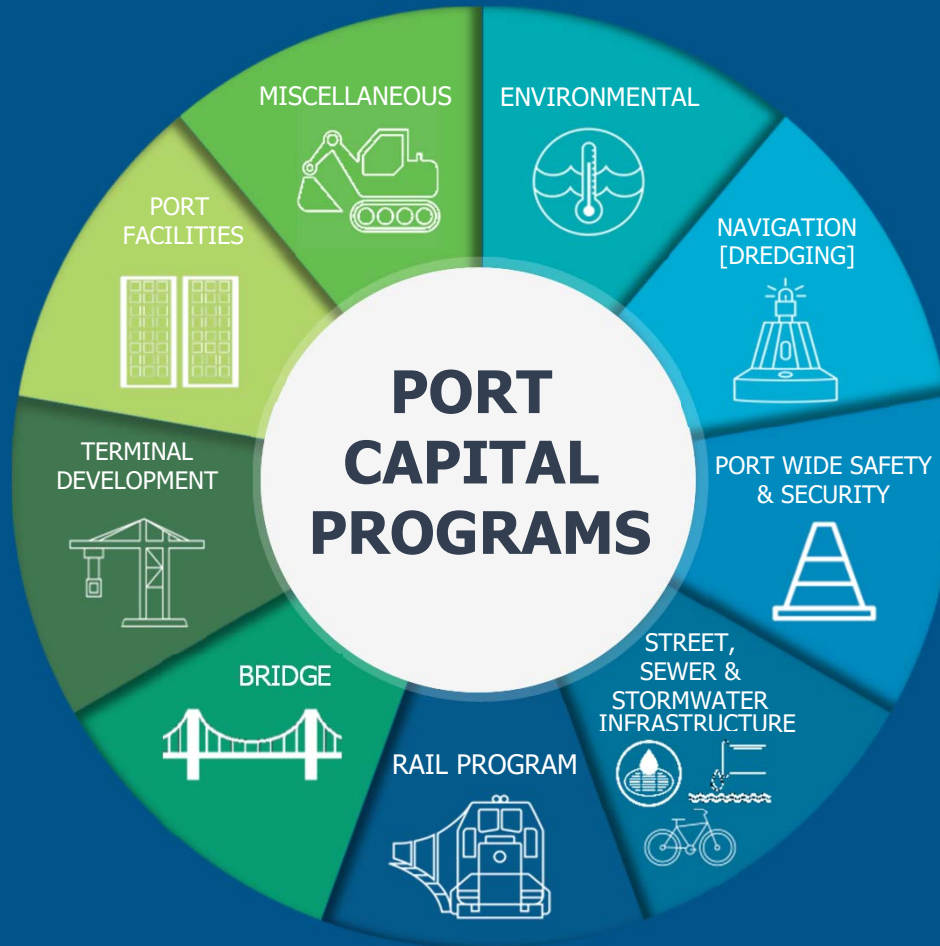 MISCELLANEOUS
ENVIRONMENTAL
PORT
FACILITIES
NAVIGATION
[DREDGING]
TERMINAL
DEVELOPMENT
PORT
CAPITAL
PROGRAMS
PORT WIDE SAFETY
& SECURITY
BRIDGE
STREET,
SEWER &
STORMWATER
INFRASTRUCTURE
RAIL PROGRAM